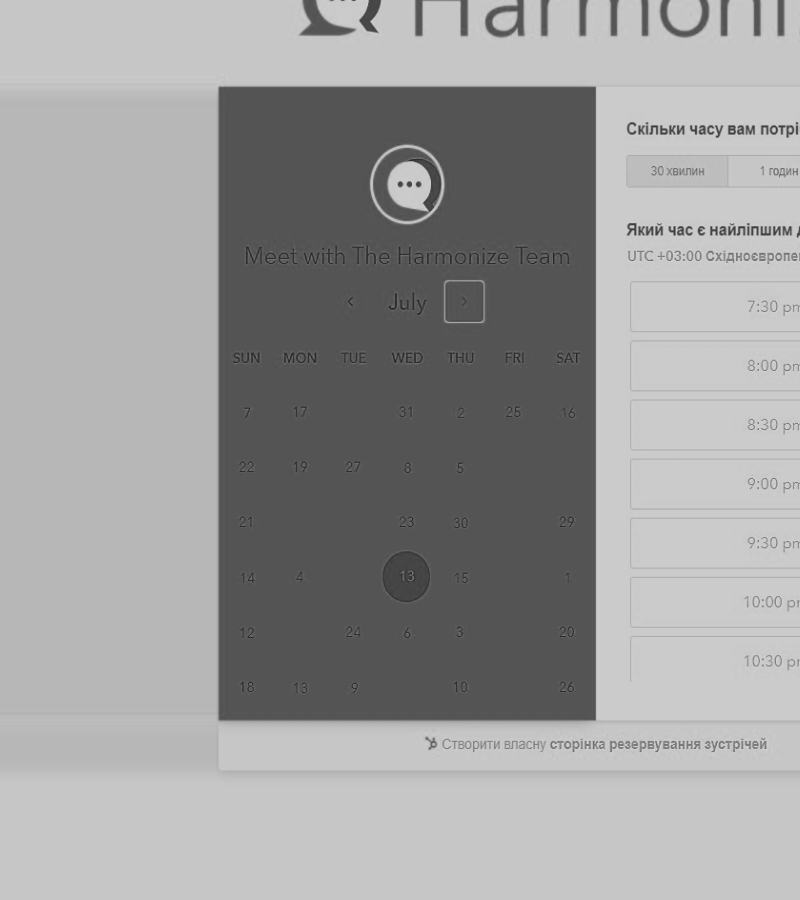 Harmoni
Meet with The Harmonize Team
July
SUN MON TUE WED THU FRI SAT
7 17 31 2 25 16
22 19 27 8 5
21 23 30 29
14 4 13 15 1
12 24 6 3 20
18 13 9 10 26
Скільки часу вам потрі
30 хвилин 1 годин
Який час є найліпшим д
UTC +03:00 Східноєвропе
7:30 pm
8:00 pm
8:30 pm
9:00 pm
9:30 pm
10:00 pm
10:30 pm
Створити власну сторінка резервування зустрічей